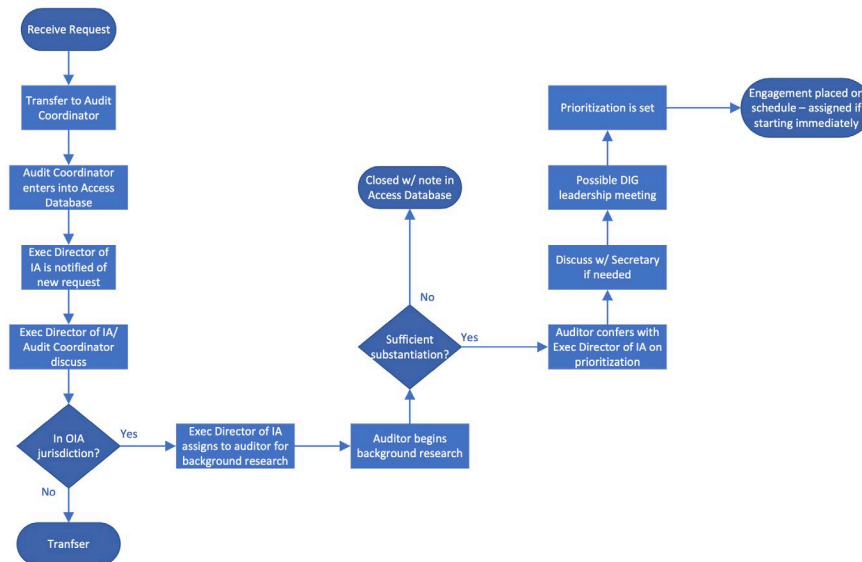 Receive Request
Transfer to Audit
Coordinator
Audit Coordinator
enters into Access
Database
Exec Director of
IA is notified of
new request
Exec Director of IA/
Audit Coordinator
discuss
In OIA
jurisdiction?
Yes
No
Tranfser
Exec Director of IA
assigns to auditor for
background research
Auditor begins
background research
Sufficient
substantiation?
No
Closed w/ note in
Access Database
Yes
Auditor confers with
Exec Director of IA on
prioritization
Discuss w/ Secretary
if needed
Possible DIG
leadership meeting
Prioritization is set
Engagement placed on
schedule – assigned if
starting immediately